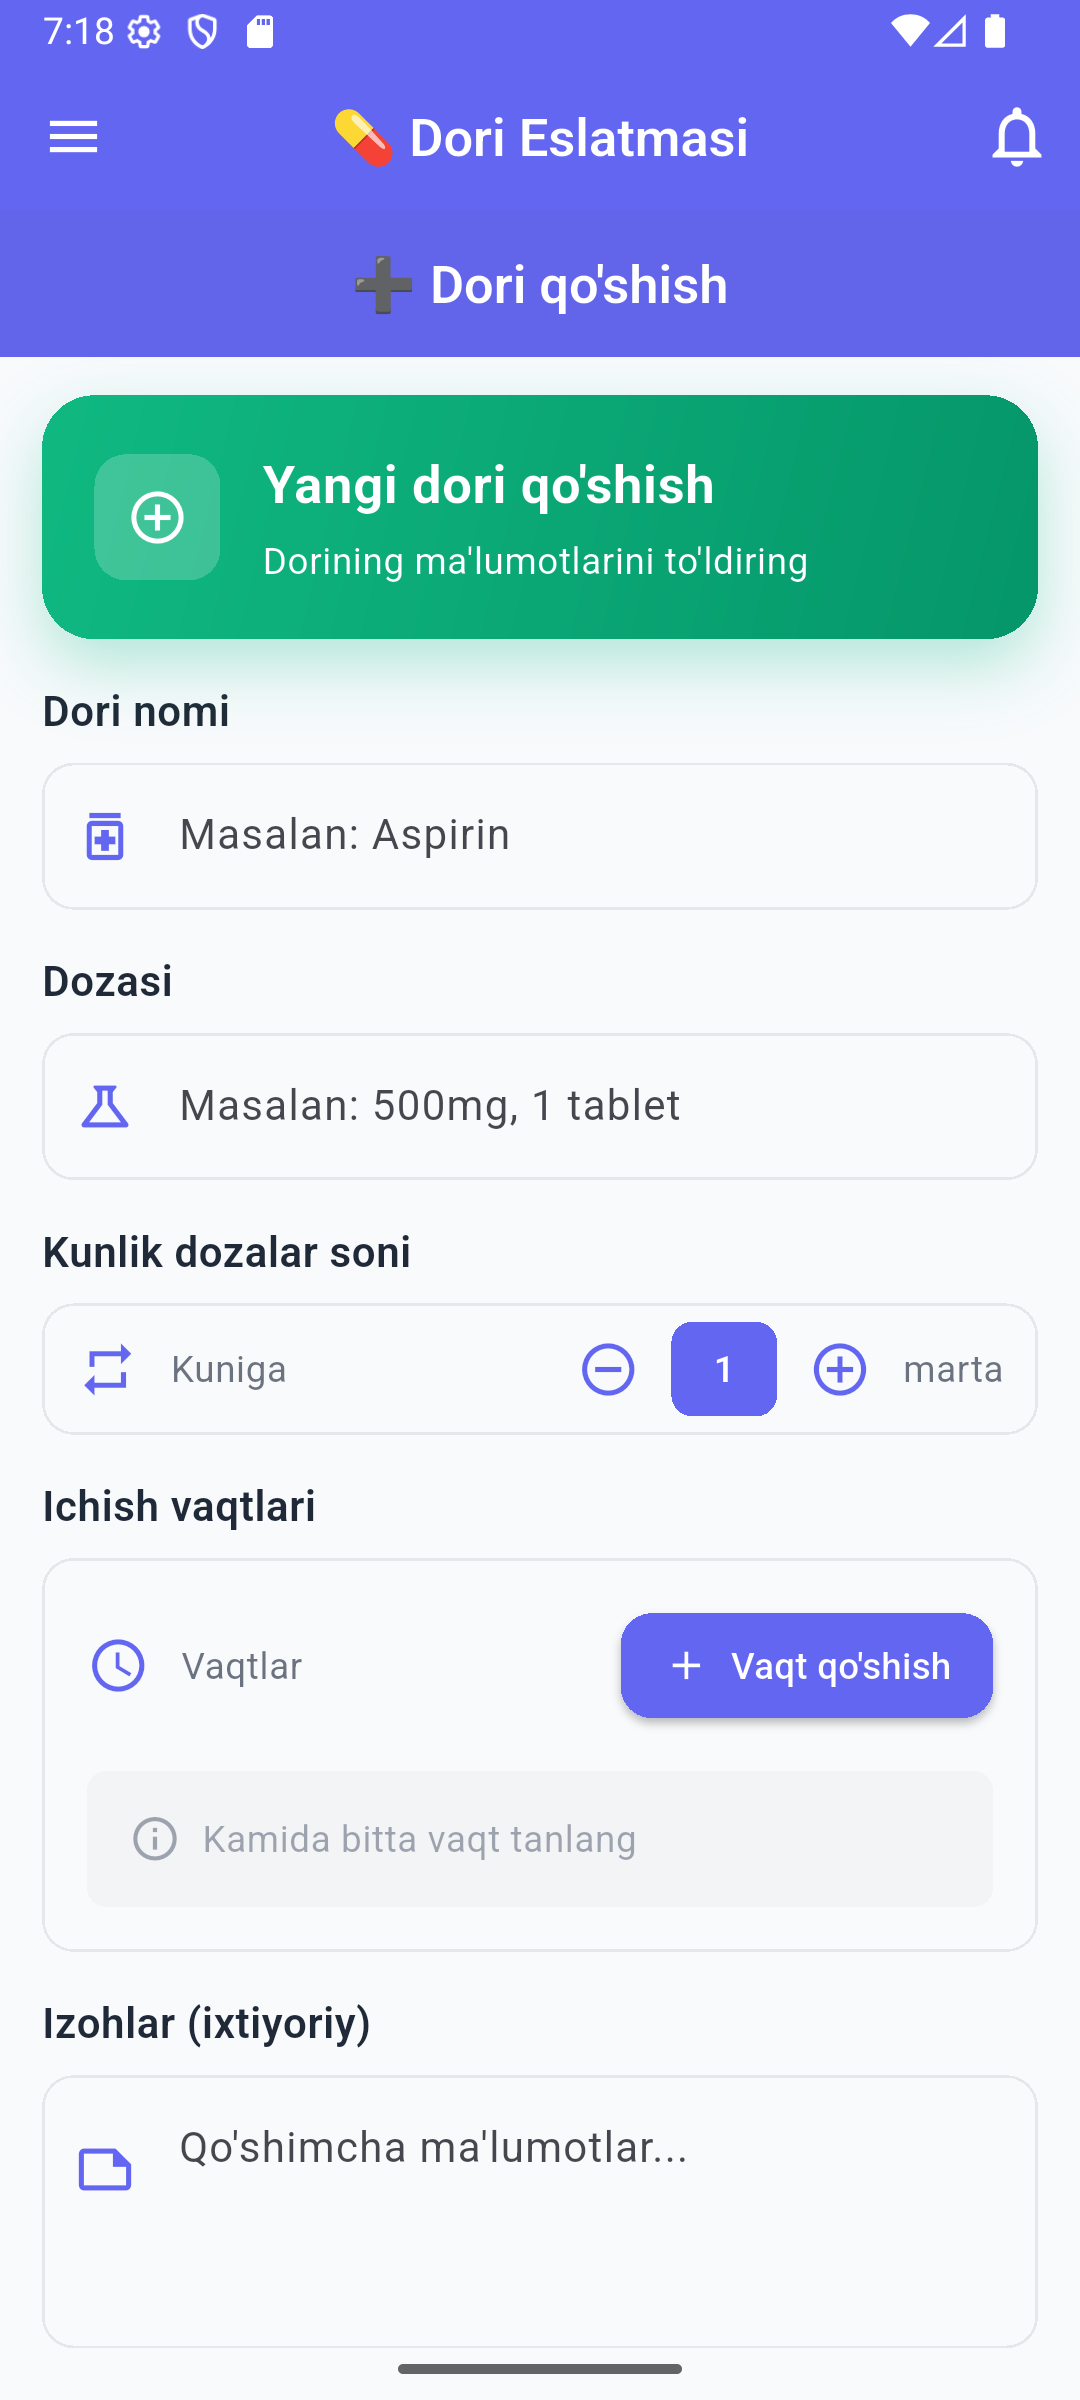 7:18
Dori Eslatmasi
Dori qo'shish
Yangi dori qo'shish
Dorining ma'lumotlarini to'ldiring
Dori nomi
Masalan: Aspirin
Dozasi
Masalan: 500mg, 1 tablet
Kunlik dozalar soni
Kuniga 1 marta
Ichish vaqtlari
Vaqtlar + Vaqt qo'shish
Kamida bitta vaqt tanlang
Izohlar (ixtiyoriy)
Qo'shimcha ma'lumotlar...